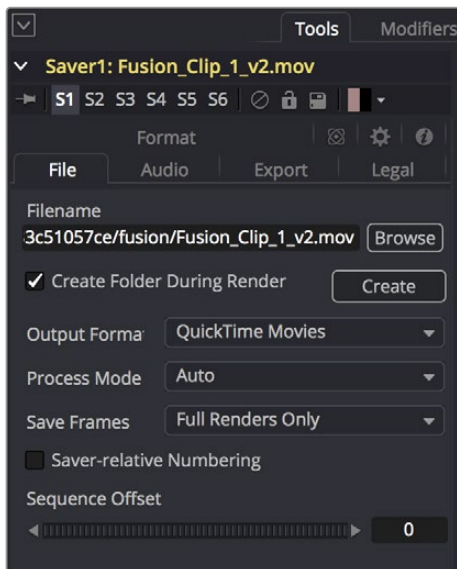 Tools Modifiers
Saver1: Fusion_Clip_1_v2.mov
S1 S2 S3 S4 S5 S6
Format
File Audio Export Legal
Filename
3c51057ce/fusion/Fusion_Clip_1_v2.mov Browse
Create Folder During Render Create
Output Forma QuickTime Movies
Process Mode Auto
Save Frames Full Renders Only
Saver-relative Numbering
Sequence Offset
0